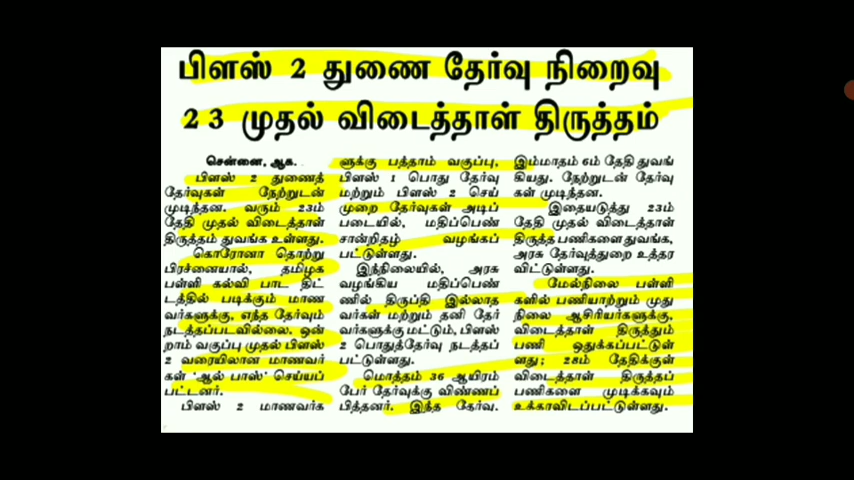 பிளஸ் 2 துணை தேர்வு நிறைவு
23 முதல் விடைத்தாள் திருத்தம்
சென்னை, ஆக.
பிளஸ் 2 துணைத்
தேர்வுகள் நேற்றுடன்
முடிந்தன. வரும் 23ம்
தேதி முதல் விடைத்தாள்
திருத்தம் துவங்க உள்ளது.
கொரோனா தொற்று
பிரச்னையால், தமிழக
பள்ளி கல்வி பாட திட்
டத்தில் படிக்கும் மாண
வர்களுக்கு, எந்த தேர்வும்
நடத்தப்படவில்லை. ஒன்
றாம் வகுப்பு முதல் பிளஸ்
2 வரையிலான மாணவர்
கள் 'ஆல் பாஸ்' செய்யப்
பட்டனர்.
பிளஸ் 2 மாணவர்க
ளுக்கு பத்தாம் வகுப்பு,
பிளஸ் 1 பொது தேர்வு
மற்றும் பிளஸ் 2 செய்
முறை தேர்வுகள் அடிப்
படையில், மதிப்பெண்
சான்றிதழ் வழங்கப்
பட்டுள்ளது.
இந்நிலையில், அரசு
வழங்கிய மதிப்பெண்
ணில் திருப்தி இல்லாத
வர்கள் மற்றும் தனி தேர்
வர்களுக்கு மட்டும், பிளஸ்
2 பொதுத்தேர்வு நடத்தப்
பட்டுள்ளது.
மொத்தம் 36 ஆயிரம்
பேர் தேர்வுக்கு விண்ணப்
பித்தனர். இந்த தேர்வு.
இம்மாதம் 6ம் தேதி துவங்
கியது. நேற்றுடன் தேர்வு
கள் முடிந்தன.
இதையடுத்து 23ம்
தேதி முதல் விடைத்தாள்
திருத்த பணிகளை துவங்க,
அரசு தேர்வுத்துறை உத்தர
விட்டுள்ளது.
மேல்நிலை பள்ளி
களில் பணியாற்றும் முது
நிலை ஆசிரியர்களுக்கு,
விடைத்தாள் திருத்தும்
பணி ஒதுக்கப்பட்டுள்
ளது; 28ம் தேதிக்குள்
விடைத்தாள் திருத்தப்
பணிகளை முடிக்கவும்
உத்தரவிடப்பட்டுள்ளது.